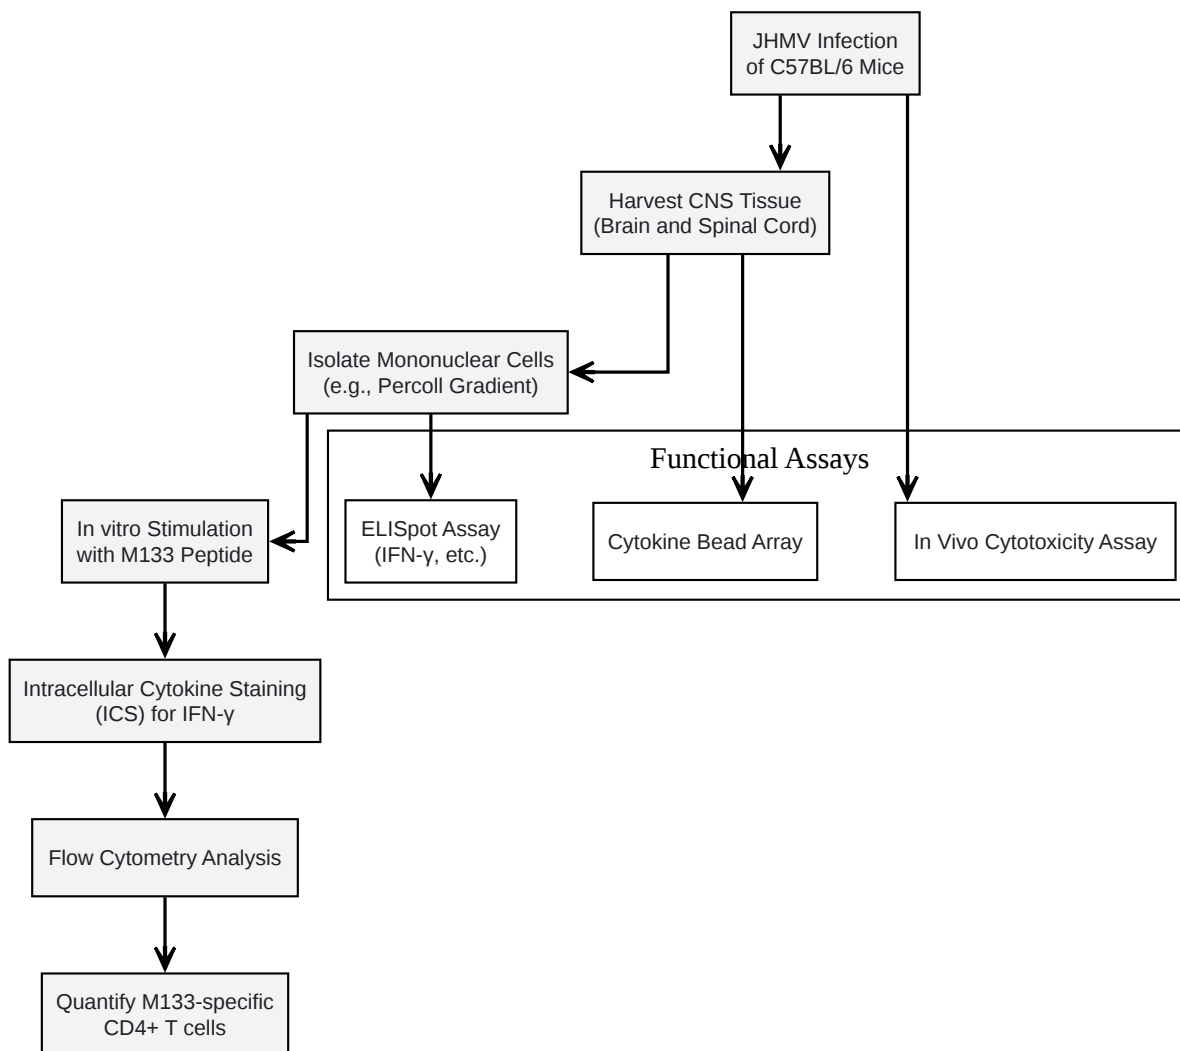 JHMV Infection
of C57BL/6 Mice
Harvest CNS Tissue
(Brain and Spinal Cord)
Isolate Mononuclear Cells
(e.g., Percoll Gradient)
Functional Assays
In vitro Stimulation
with M133 Peptide
ELISpot Assay
(IFN-γ, etc.)
Cytokine Bead Array
In Vivo Cytotoxicity Assay
Intracellular Cytokine Staining
(ICS) for IFN-γ
Flow Cytometry Analysis
Quantify M133-specific
CD4+ T cells